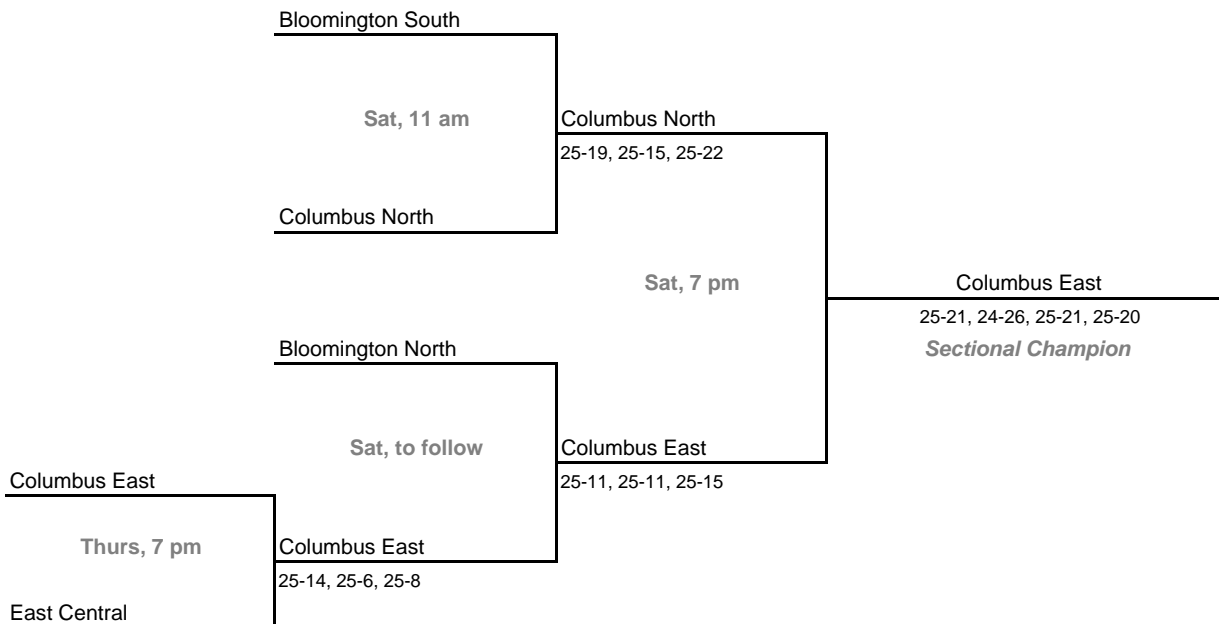 Bloomington South
Sat, 11 am
Columbus North
25-19, 25-15, 25-22
Columbus North
Sat, 7 pm
Columbus East
25-21, 24-26, 25-21, 25-20
Sectional Champion
Bloomington North
Sat, to follow
Columbus East
25-11, 25-11, 25-15
Columbus East
Thurs, 7 pm
Columbus East
25-14, 25-6, 25-8
East Central